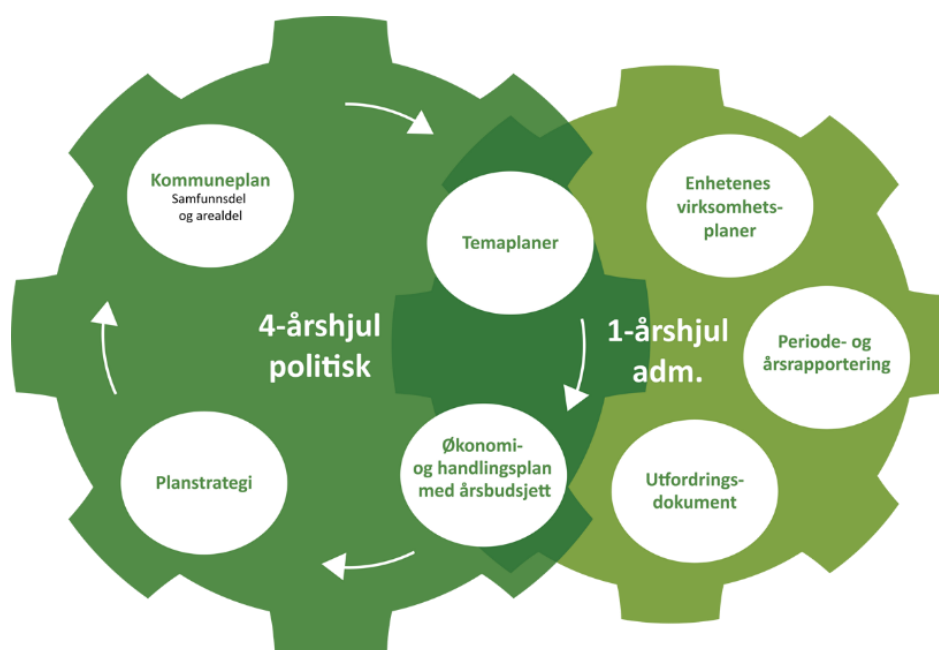 Kommuneplan
Samfunnsdel
og arealdel
Temaplaner
Enhetenes
virksomhets-
planer
4-årshjul
politisk
1-årshjul
adm.
Periode- og
årsrapportering
Planstrategi
Økonomi-
og handlingsplan
med årsbudsjett
Utfordrings-
dokument